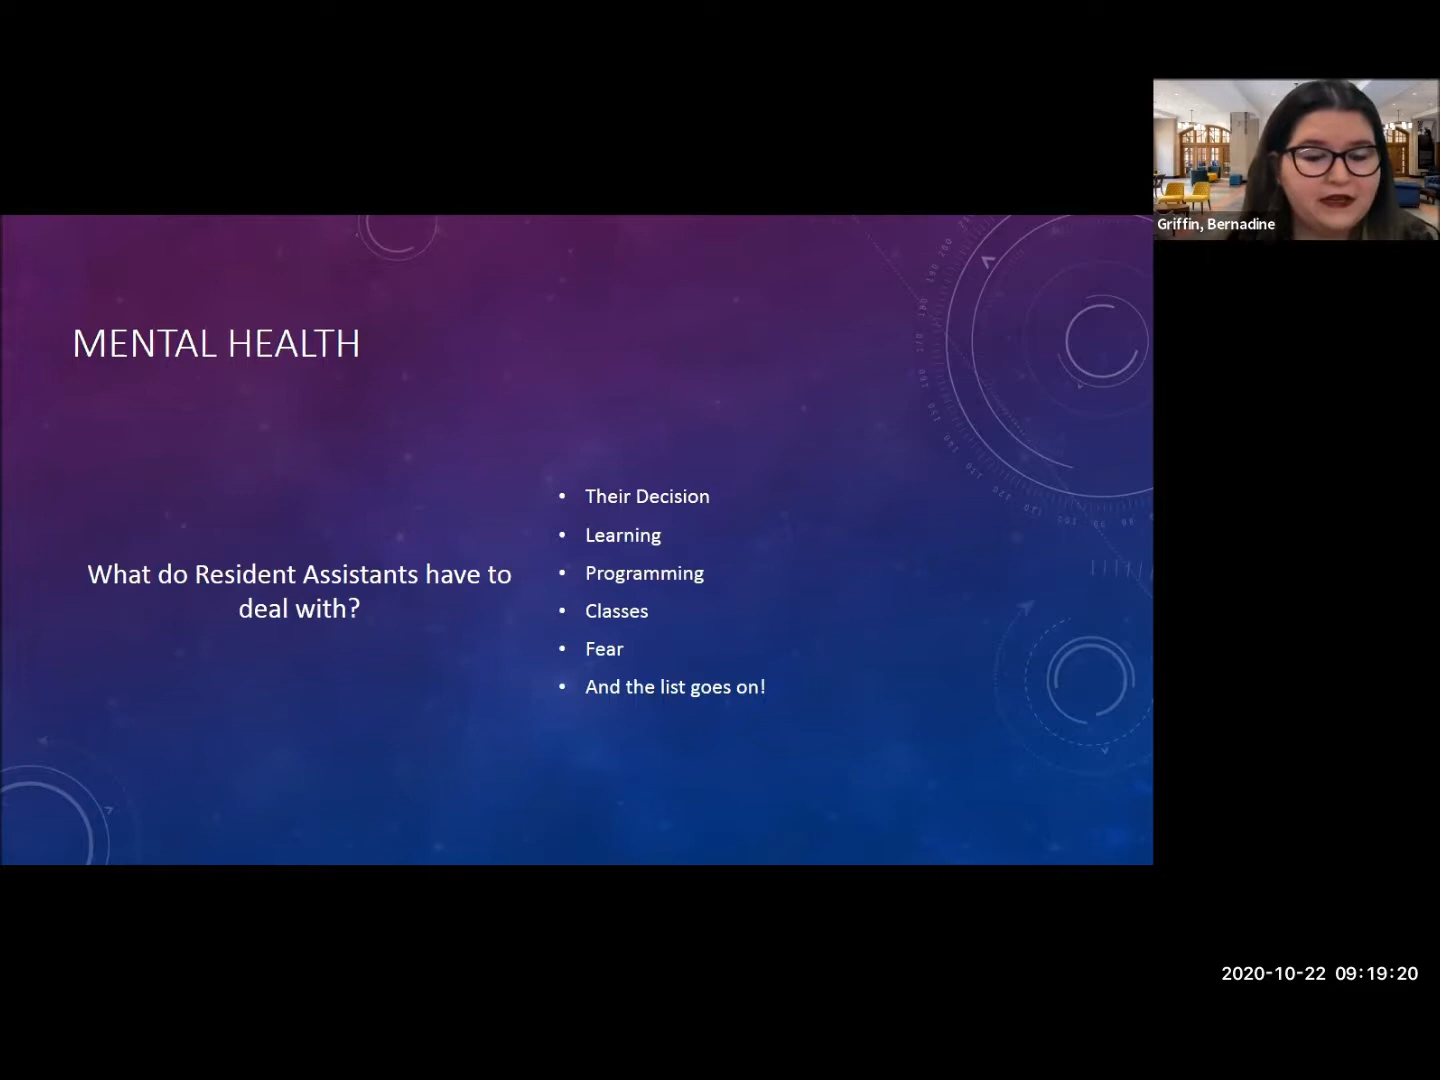 Griffin, Bernadine
MENTAL HEALTH
What do Resident Assistants have to
deal with?
• Their Decision
• Learning
• Programming
• Classes
• Fear
• And the list goes on!
2020-10-22 09:19:20